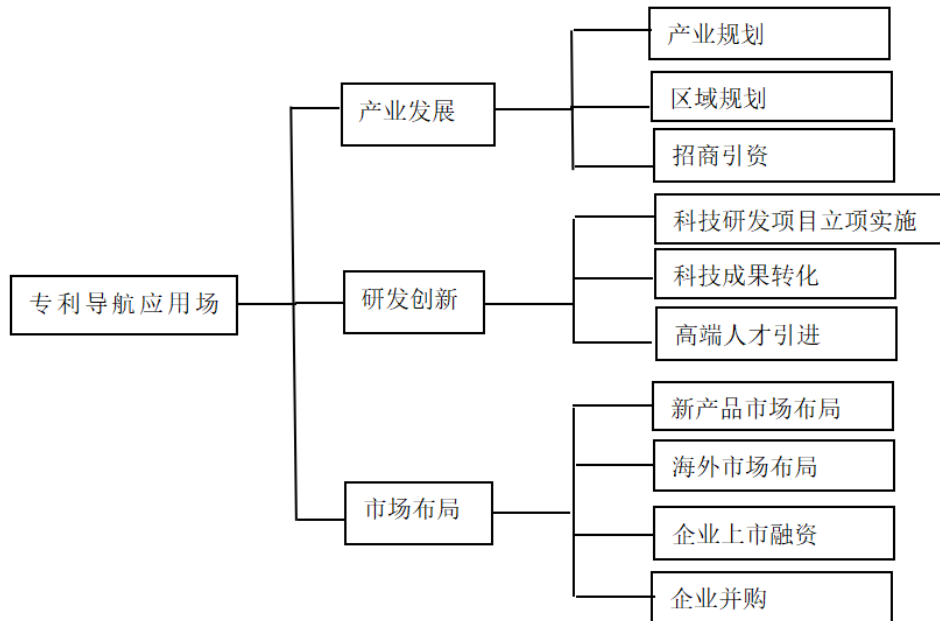 专利导航应用场
产业发展
产业规划
区域规划
招商引资
研发创新
科技研发项目立项实施
科技成果转化
高端人才引进
市场布局
新产品市场布局
海外市场布局
企业上市融资
企业并购